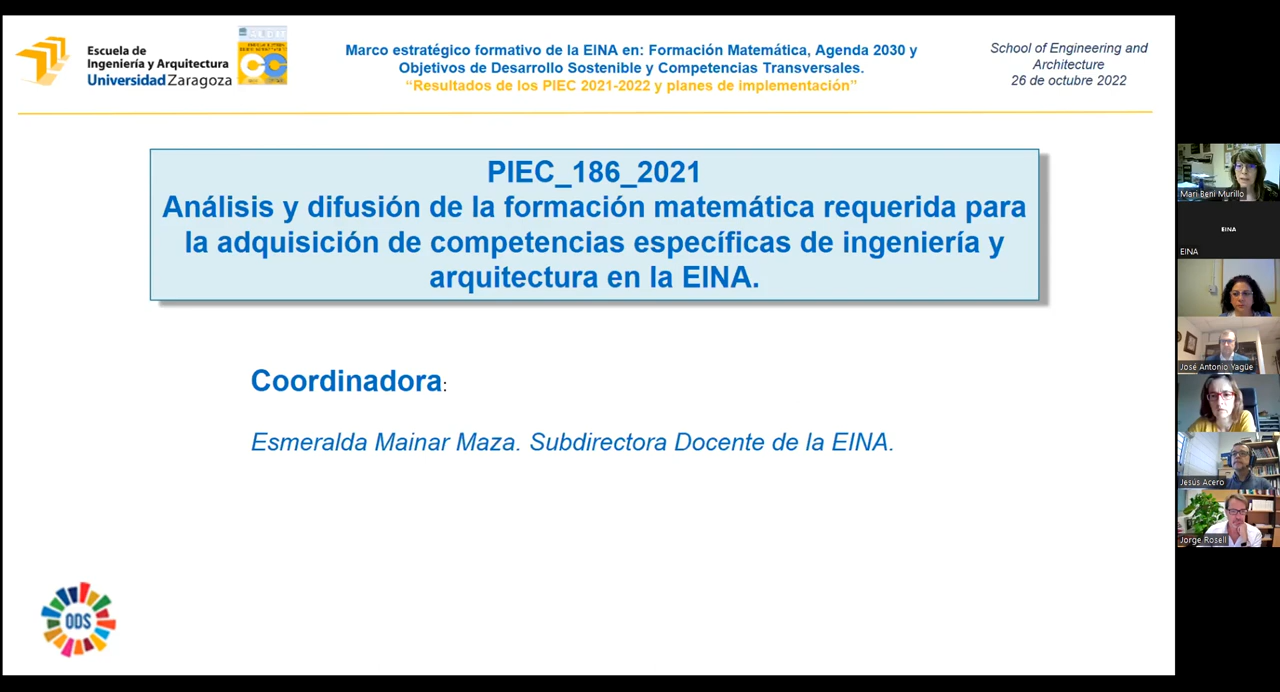 Escuela de
Ingeniería y Arquitectura
Universidad Zaragoza
Marco estratégico formativo de la EINA en: Formación Matemática, Agenda 2030 y
Objetivos de Desarrollo Sostenible y Competencias Transversales.
“Resultados de los PIEC 2021-2022 y planes de implementación”
School of Engineering and
Architecture
26 de octubre 2022
PIEC_186_2021
Análisis y difusión de la formación matemática requerida para
la adquisición de competencias específicas de ingeniería y
arquitectura en la EINA.
Coordinadora:
Esmeralda Mainar Maza. Subdirectora Docente de la EINA.
ODS
Mari Beni Murillo
EINA
EINA
José Antonio Yagüe
Jesús Acero
Jorge Rosell